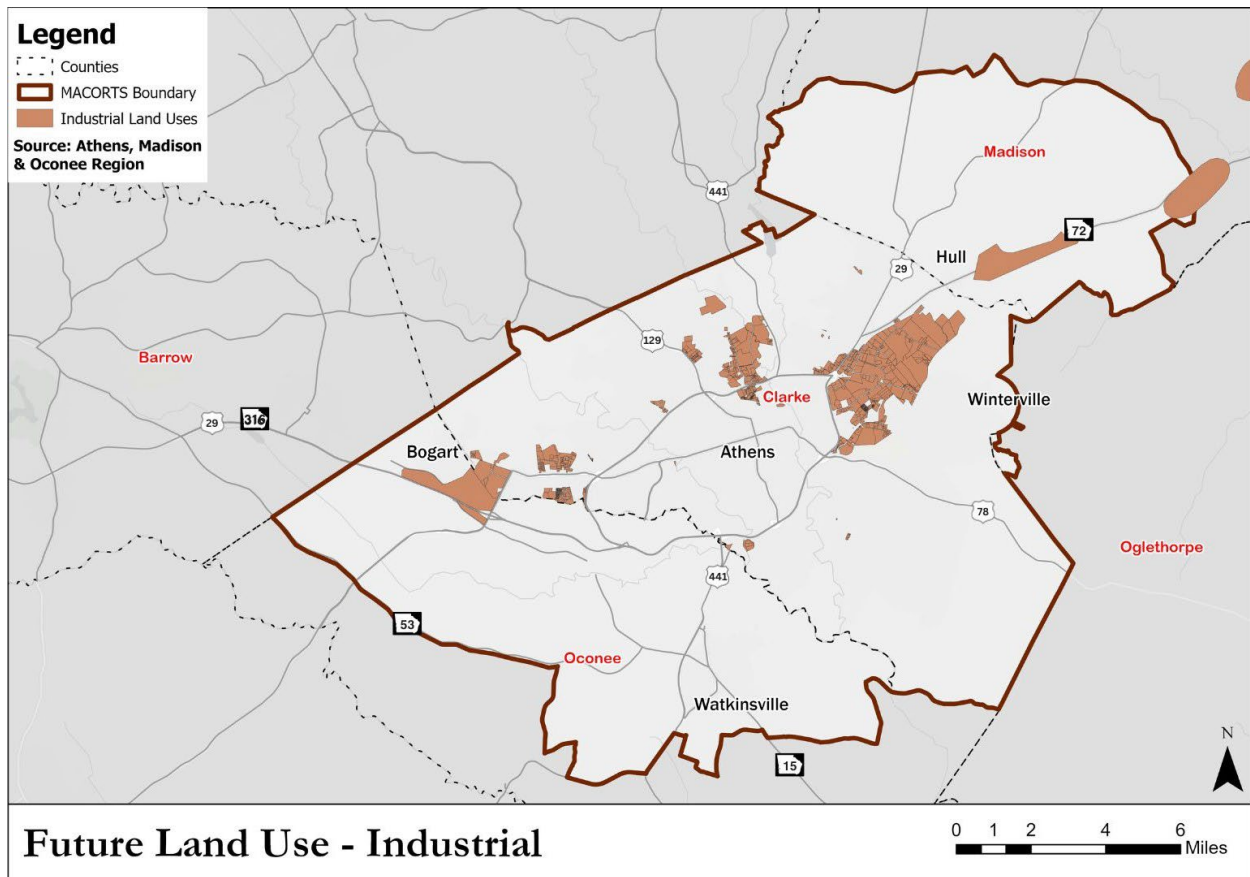 Legend
Counties
MACORTS Boundary
Industrial Land Uses
Source: Athens, Madison
& Oconee Region
Madison
441
72
Hull
29
129
Barrow
Clarke
Winterville
29
316
Bogart
Athens
78
Oglethorpe
441
53
Oconee
Watkinsville
15
N
Future Land Use - Industrial
0 1 2 4 6
Miles